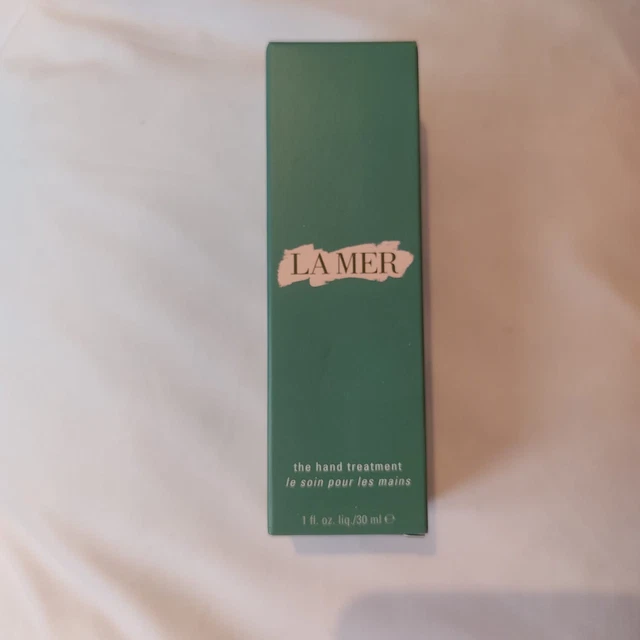 LA MER
the hand treatment
le soin pour les mains
1 fl. oz. liq./30 ml ℮